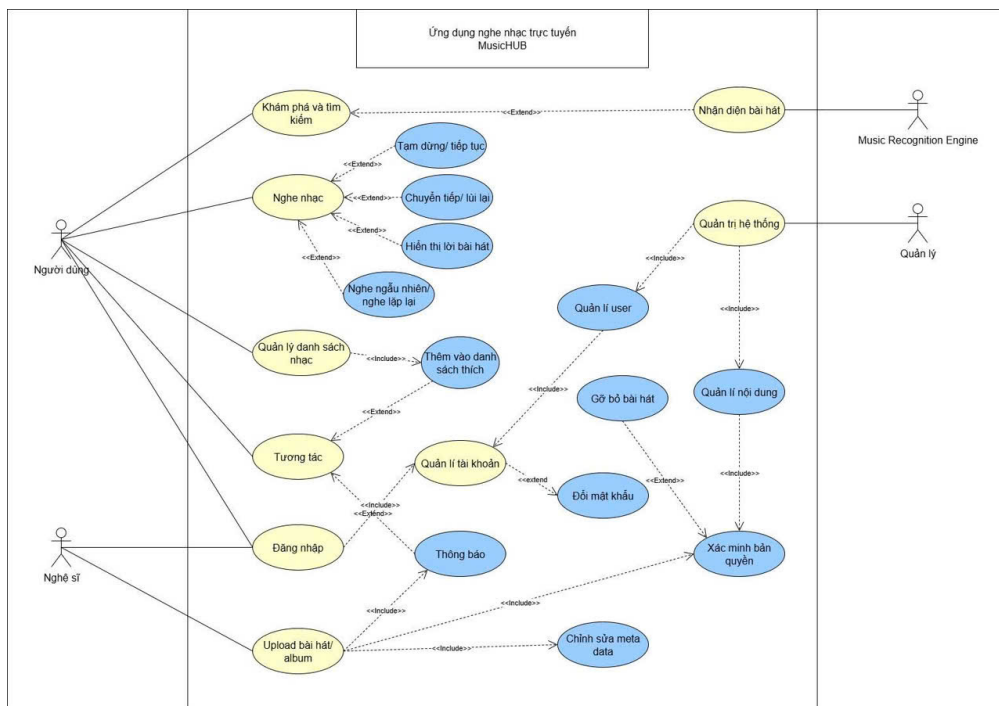 Ứng dụng nghe nhạc trực tuyến
MusicHUB
Khám phá và tìm
kiếm
<<Extend>>
Nhận diện bài hát
Music Recognition Engine
Tạm dừng/ tiếp tục
<<Extend>>
Nghe nhạc
<<Extend>>
Chuyển tiếp/ lùi lại
<<Extend>>
Hiển thị lời bài hát
<<Extend>>
Nghe ngẫu nhiên/
nghe lặp lại
Người dùng
Quản trị hệ thống
Quản lý
<<Include>>
Quản lí user
<<Include>>
Quản lý danh sách
nhạc
<<Include>>
Thêm vào danh
sách thích
<<Extend>>
<<Include>>
Gỡ bỏ bài hát
Quản lí nội dung
Tương tác
Quản lí tài khoản
<<extend
Đổi mật khẩu
<<Extend>>
<<Include>>
<<Include>>
<<Extend>>
Đăng nhập
Thông báo
Xác minh bản
quyền
Nghệ sĩ
<<Include>>
<<Include>>
Upload bài hát/
album
<<Include>>
Chỉnh sửa meta
data